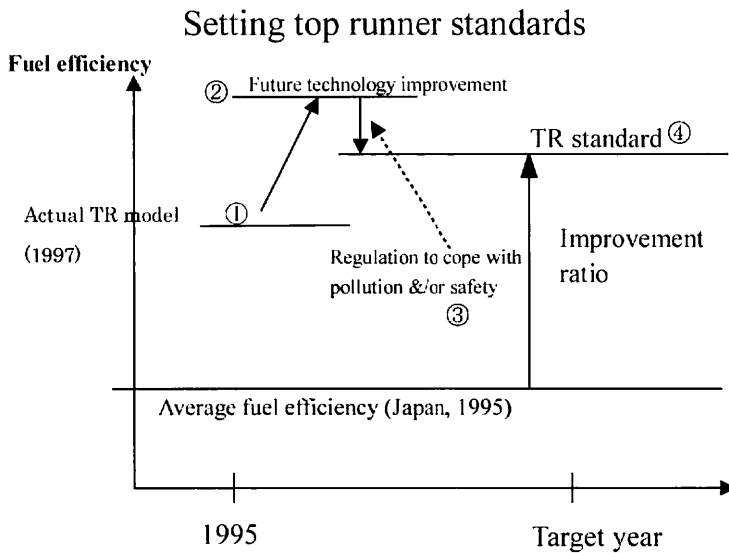 Setting top runner standards
Fuel efficiency
② Future technology improvement
TR standard ④
Actual TR model ①
(1997)
Improvement
ratio
Regulation to cope with
pollution &/or safety
③
Average fuel efficiency (Japan, 1995)
1995
Target year